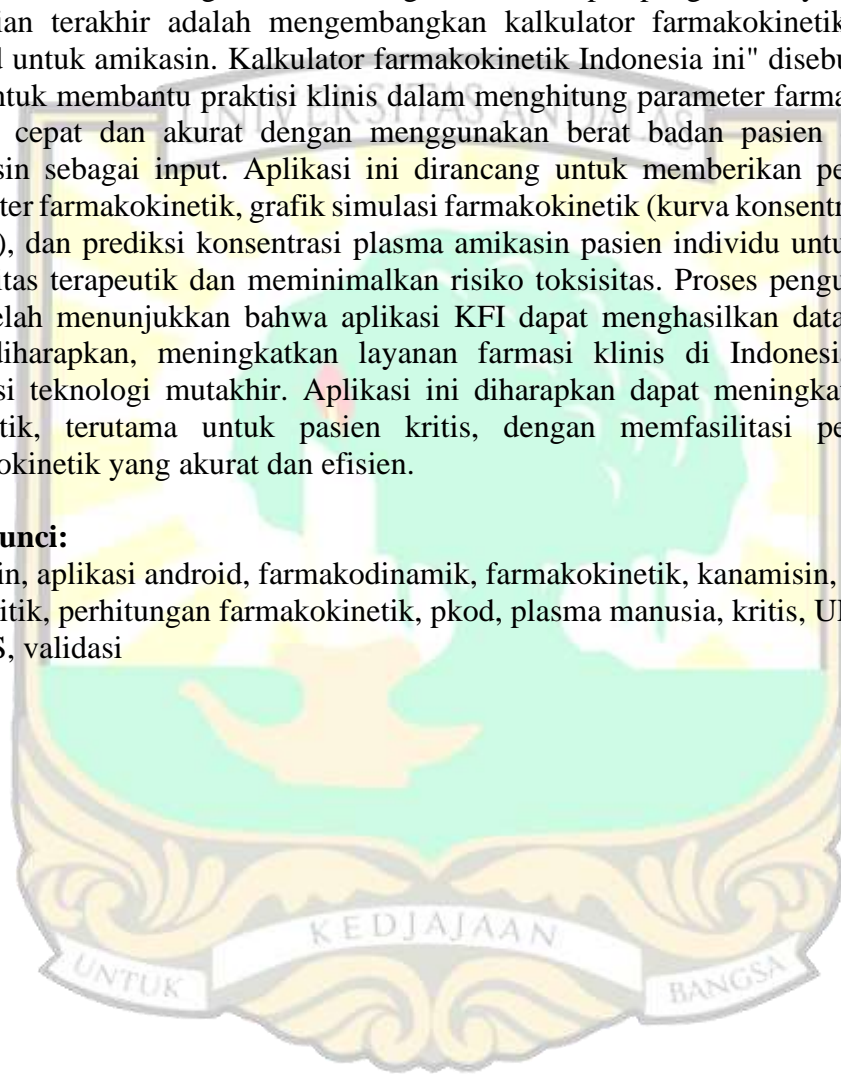 ian terakhir adalah mengembangkan kalkulator farmakokinetik
untuk amikasin. Kalkulator farmakokinetik Indonesia ini" disebu
ntuk membantu praktisi klinis dalam menghitung parameter farma
cepat dan akurat dengan menggunakan berat badan pasien
sin sebagai input. Aplikasi ini dirancang untuk memberikan pe
ter farmakokinetik, grafik simulasi farmakokinetik (kurva konsentr
), dan prediksi konsentrasi plasma amikasin pasien individu untu
itas terapeutik dan meminimalkan risiko toksisitas. Proses pengu
elah menunjukkan bahwa aplikasi KFI dapat menghasilkan data
diharapkan, meningkatkan layanan farmasi klinis di Indonesia
si teknologi mutakhir. Aplikasi ini diharapkan dapat meningka
tik, terutama untuk pasien kritis, dengan memfasilitasi pe
okinetik yang akurat dan efisien.
unci:
in, aplikasi android, farmakodinamik, farmakokinetik, kanamisin,
itik, perhitungan farmakokinetik, pkod, plasma manusia, kritis, U
S, validasi
UNIVERSITAS ANDALAS
KEDJAJAAN
UNTUK BANGSA